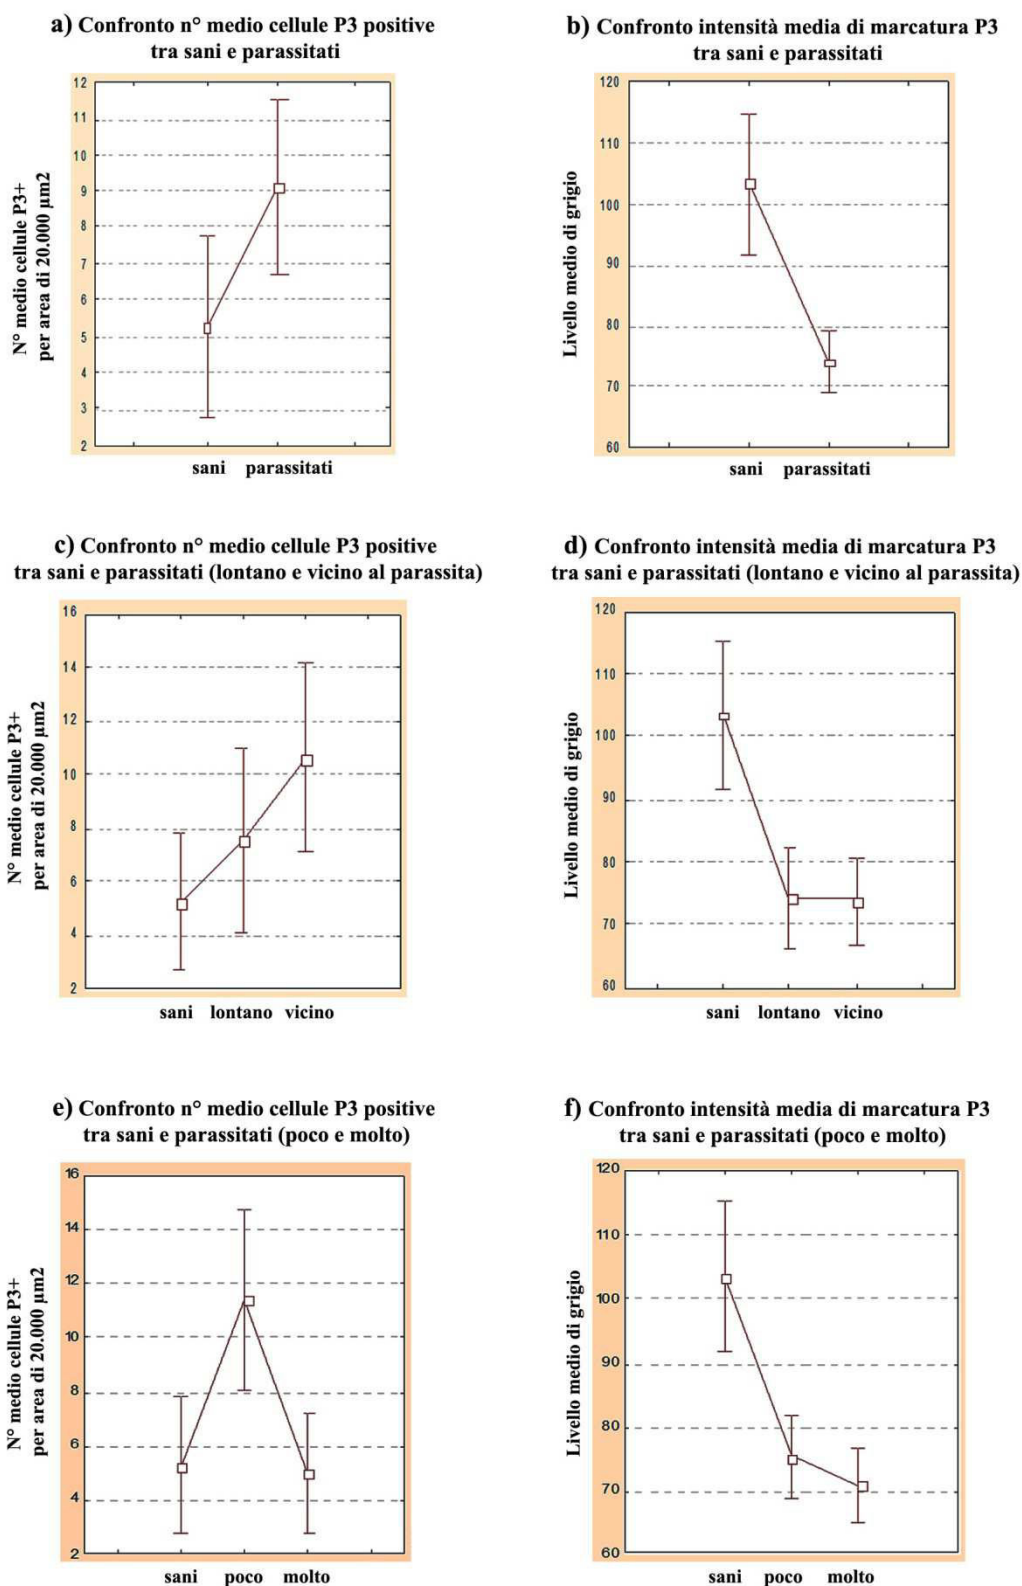 a) Confronto n° medio cellule P3 positive
tra sani e parassitati
12
11
10
9
8
7
6
5
4
3
2
N° medio cellule P3+
per area di 20.000 µm2
sani parassitati
b) Confronto intensità media di marcatura P3
tra sani e parassitati
120
110
100
90
80
70
60
Livello medio di grigio
sani parassitati
c) Confronto n° medio cellule P3 positive
tra sani e parassitati (lontano e vicino al parassita)
16
14
12
10
8
6
4
2
N° medio cellule P3+
per area di 20.000 µm2
sani lontano vicino
d) Confronto intensità media di marcatura P3
tra sani e parassitati (lontano e vicino al parassita)
120
110
100
90
80
70
60
Livello medio di grigio
sani lontano vicino
e) Confronto n° medio cellule P3 positive
tra sani e parassitati (poco e molto)
16
14
12
10
8
6
4
2
N° medio cellule P3+
per area di 20.000 µm2
sani poco molto
f) Confronto intensità media di marcatura P3
tra sani e parassitati (poco e molto)
120
110
100
90
80
70
60
Livello medio di grigio
sani poco molto